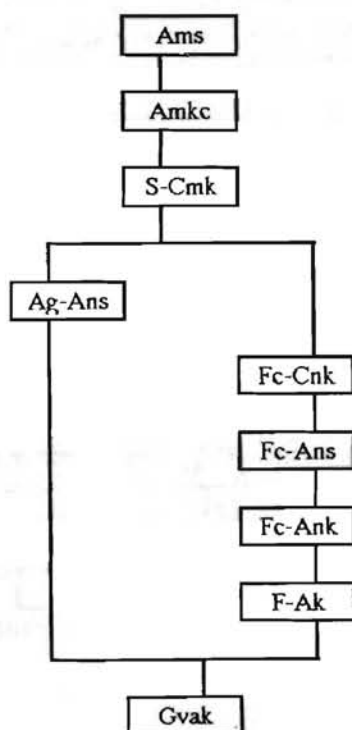 Ams
Amkc
S-Cmk
Ag-Ans
Fc-Cnk
Fc-Ans
Fc-Ank
F-Ak
Gvak